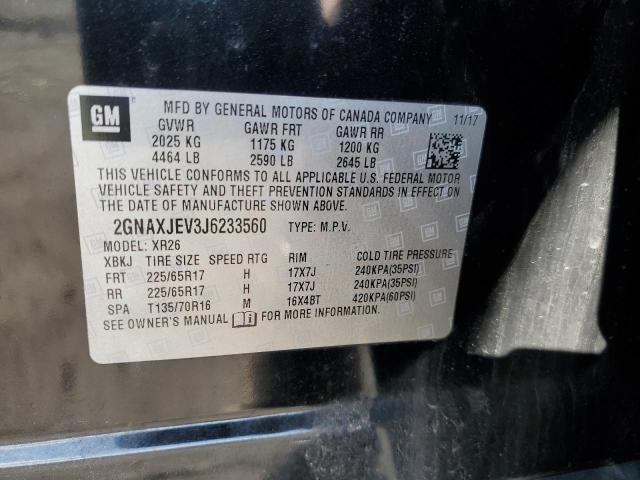 GM
MFD BY GENERAL MOTORS OF CANADA COMPANY 11/17
GVWR GAWR FRT GAWR RR
2025 KG 1175 KG 1200 KG
4464 LB 2590 LB 2645 LB
THIS VEHICLE CONFORMS TO ALL APPLICABLE U.S. FEDERAL MOTOR
VEHICLE SAFETY AND THEFT PREVENTION STANDARDS IN EFFECT ON
THE DATE OF MANUFACTURE SHOWN ABOVE.
2GNAXJEV3J6233560 TYPE: M.P.V.
MODEL: XR26
XBKJ TIRE SIZE SPEED RTG RIM COLD TIRE PRESSURE
FRT 225/65R17 H 17X7J 240KPA(35PSI)
RR 225/65R17 H 17X7J 240KPA(35PSI)
SPA T135/70R16 M 16X4BT 420KPA(60PSI)
SEE OWNER'S MANUAL FOR MORE INFORMATION.